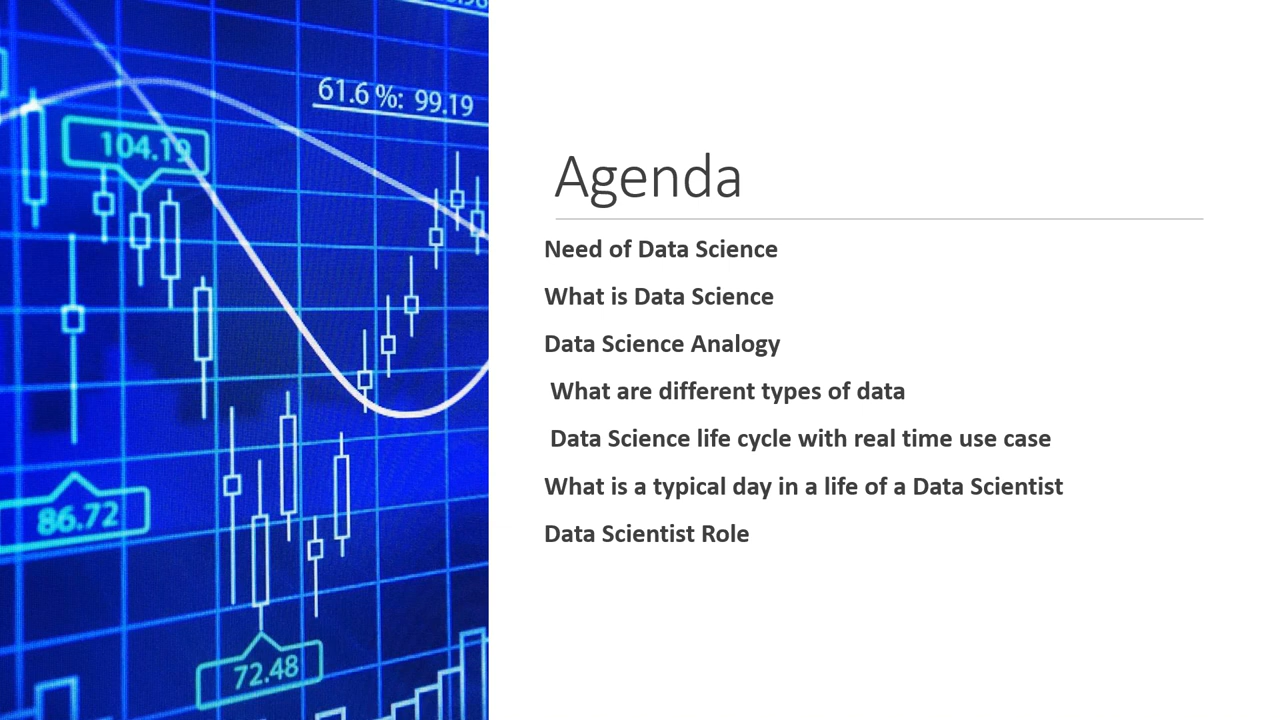 61.6 %: 99.19
104.19
86.72
72.48
Agenda
Need of Data Science
What is Data Science
Data Science Analogy
What are different types of data
Data Science life cycle with real time use case
What is a typical day in a life of a Data Scientist
Data Scientist Role